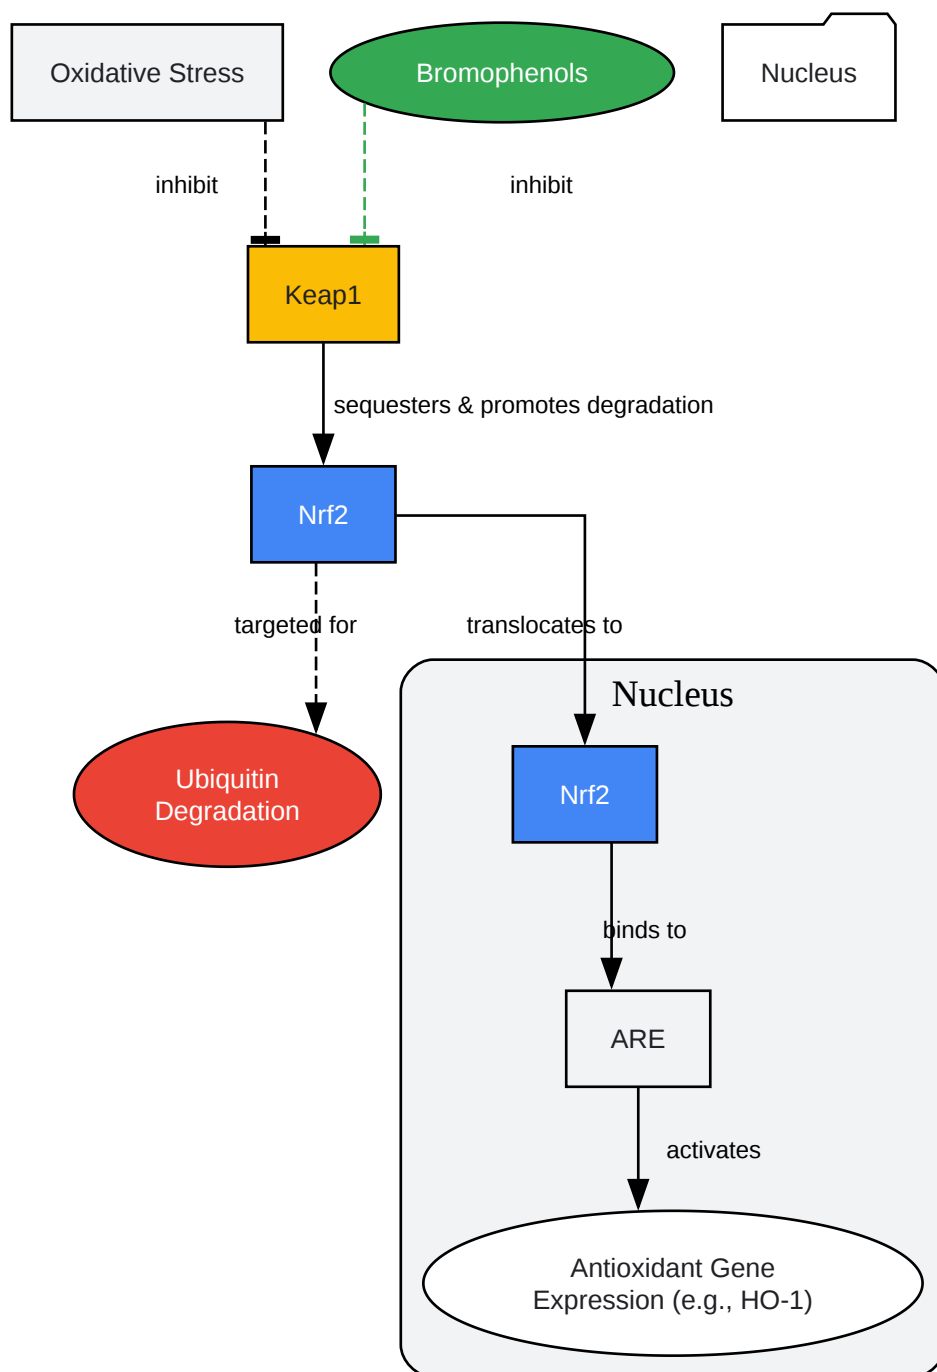 Oxidative Stress
Bromophenols
Nucleus
inhibit
inhibit
Keap1
sequesters & promotes degradation
Nrf2
targeted for
translocates to
Nucleus
Ubiquitin
Degradation
Nrf2
binds to
ARE
activates
Antioxidant Gene
Expression (e.g., HO-1)